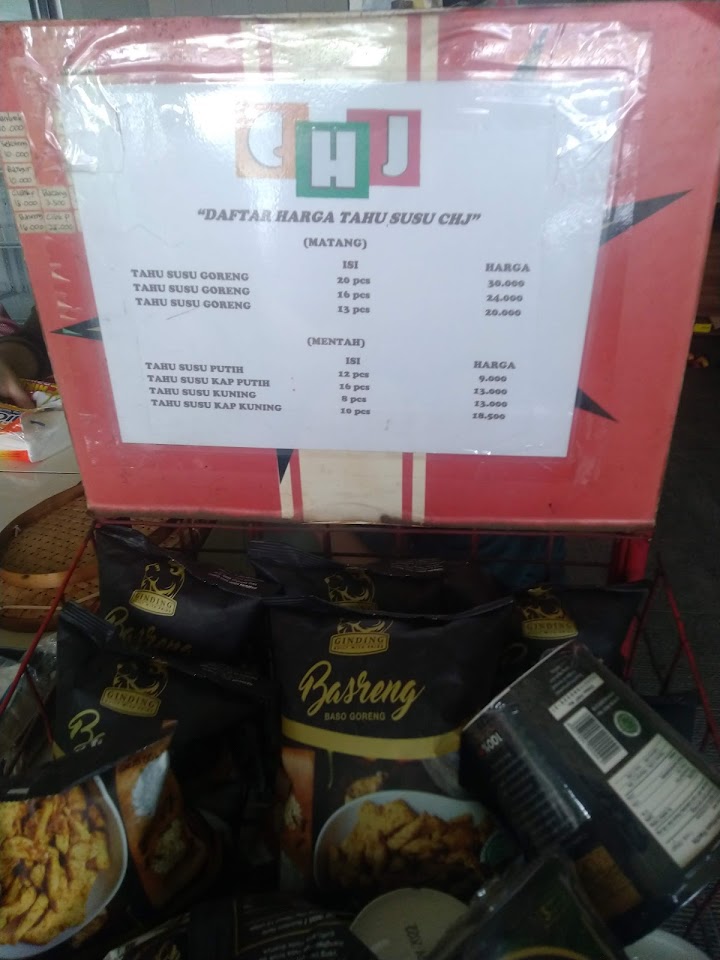 CHJ
"DAFTAR HARGA TAHU SUSU CHJ"
(MATANG)
ISI HARGA
TAHU SUSU GORENG 20 pcs 30.000
TAHU SUSU GORENG 16 pcs 24.000
TAHU SUSU GORENG 13 pcs 20.000
(MENTAH)
ISI HARGA
TAHU SUSU PUTIH 12 pcs 9.000
TAHU SUSU KAP PUTIH 16 pcs 13.000
TAHU SUSU KUNING 8 pcs 13.000
TAHU SUSU KAP KUNING 10 pcs 18.500
GINDING
GINDING
GINDING
Basreng
GINDING
Basreng
BASO GORENG
100%